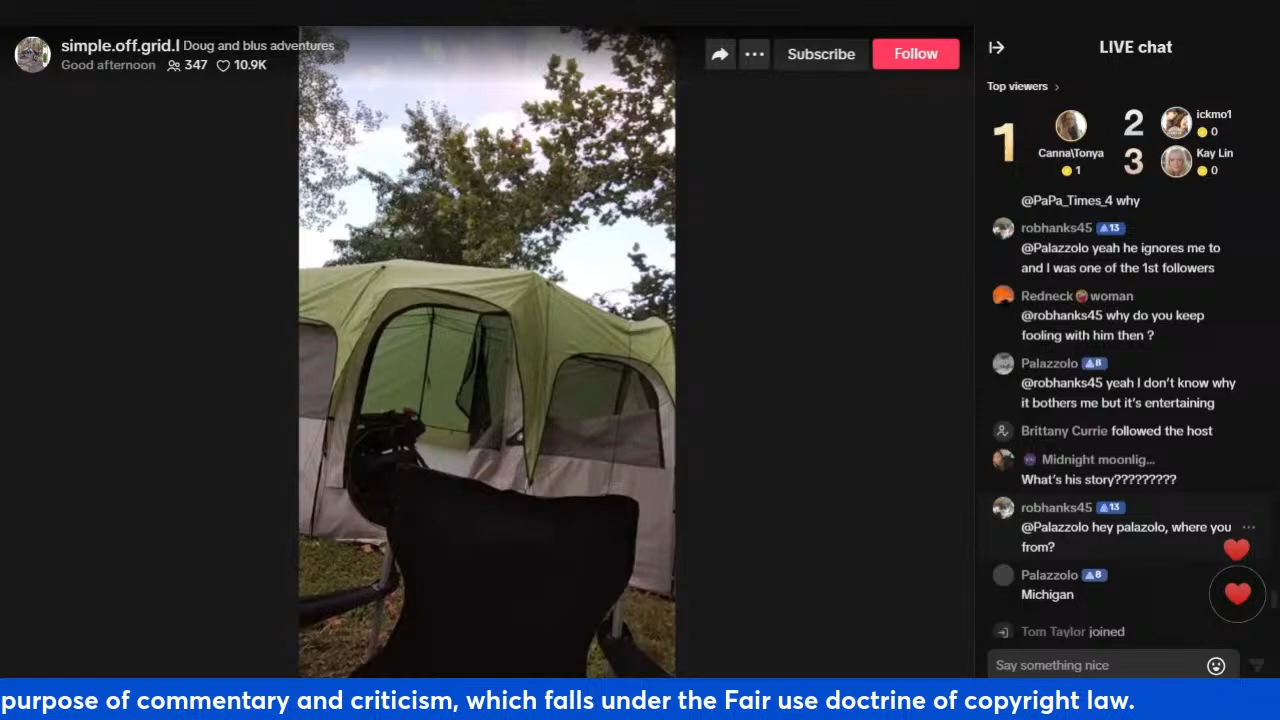 simple.off.grid.l Doug and blus adventures
Good afternoon 347 10.9K
Subscribe
Follow
LIVE chat
Top viewers
1
Canna\Tonya
1
2
ickmo1
0
3
Kay Lin
0
@PaPa_Times_4 why
robhanks45 13
@Palazzolo yeah he ignores me to
and I was one of the 1st followers
Redneck woman
@robhanks45 why do you keep
fooling with him then ?
Palazzolo 8
@robhanks45 yeah I don't know why
it bothers me but it's entertaining
Brittany Currie followed the host
Midnight moonlig...
What's his story?????????
robhanks45 13
@Palazzolo hey palazolo, where you
from?
Palazzolo 8
Michigan
Tom Taylor joined
Say something nice
purpose of commentary and criticism, which falls under the Fair use doctrine of copyright law.